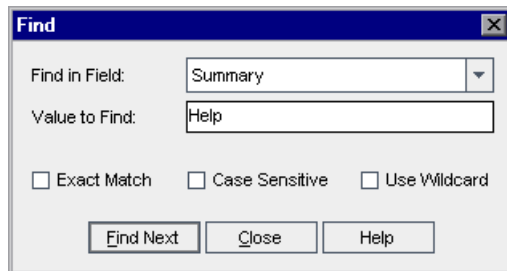 Find
Find in Field: Summary
Value to Find: Help
Exact Match Case Sensitive Use Wildcard
Find Next Close Help